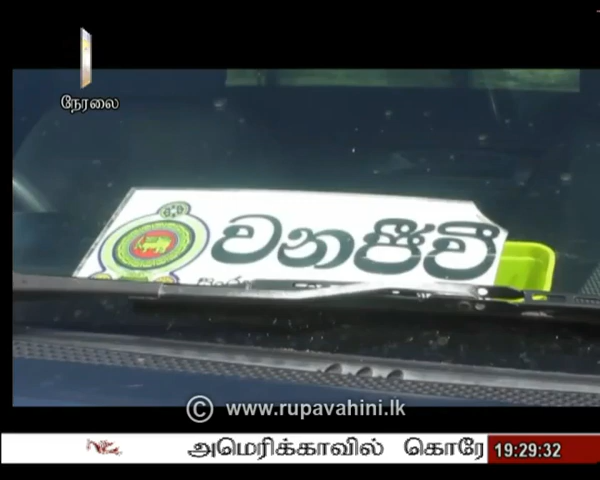 நேரலை
වනජීවී
© www.rupavahini.lk
அமெரிக்காவில் கொரே
19:29:32